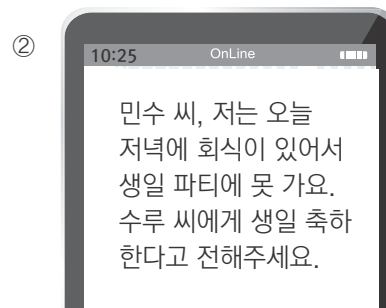 ②
10:25 OnLine
민수 씨, 저는 오늘
저녁에 회식이 있어서
생일 파티에 못 가요.
수루 씨에게 생일 축하
한다고 전해주세요.